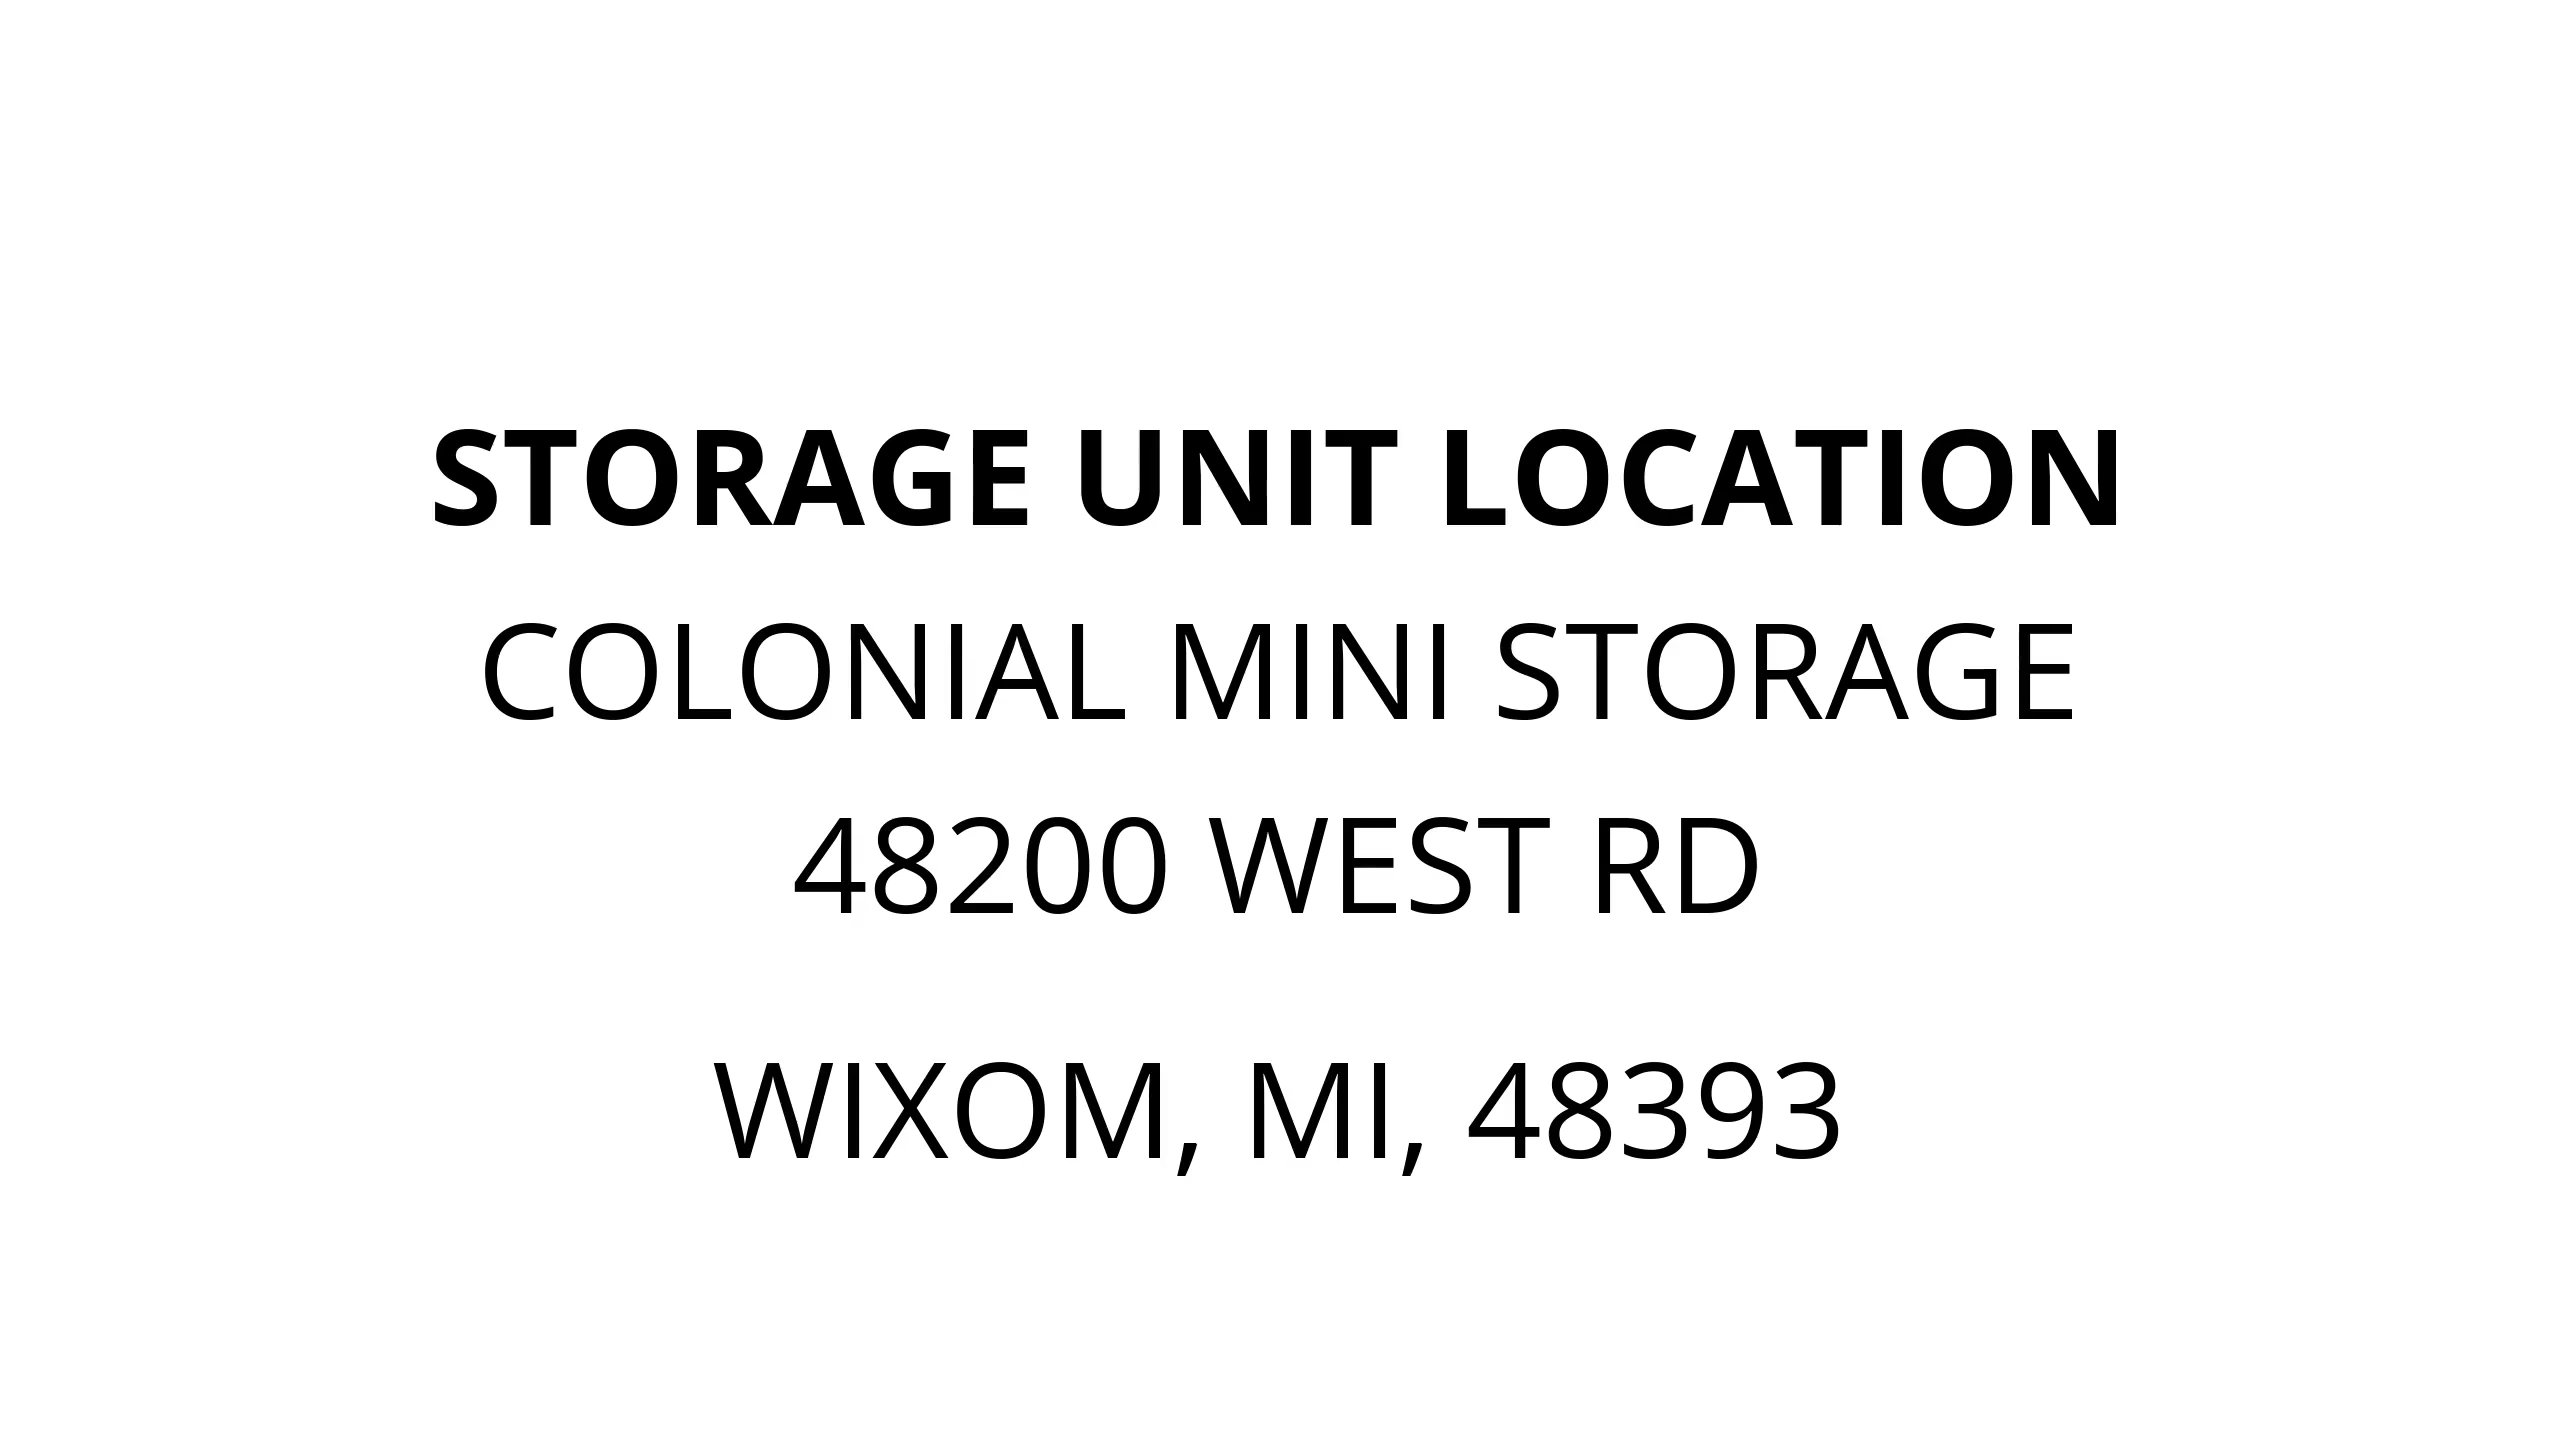 STORAGE UNIT LOCATION
COLONIAL MINI STORAGE
48200 WEST RD
WIXOM, MI, 48393